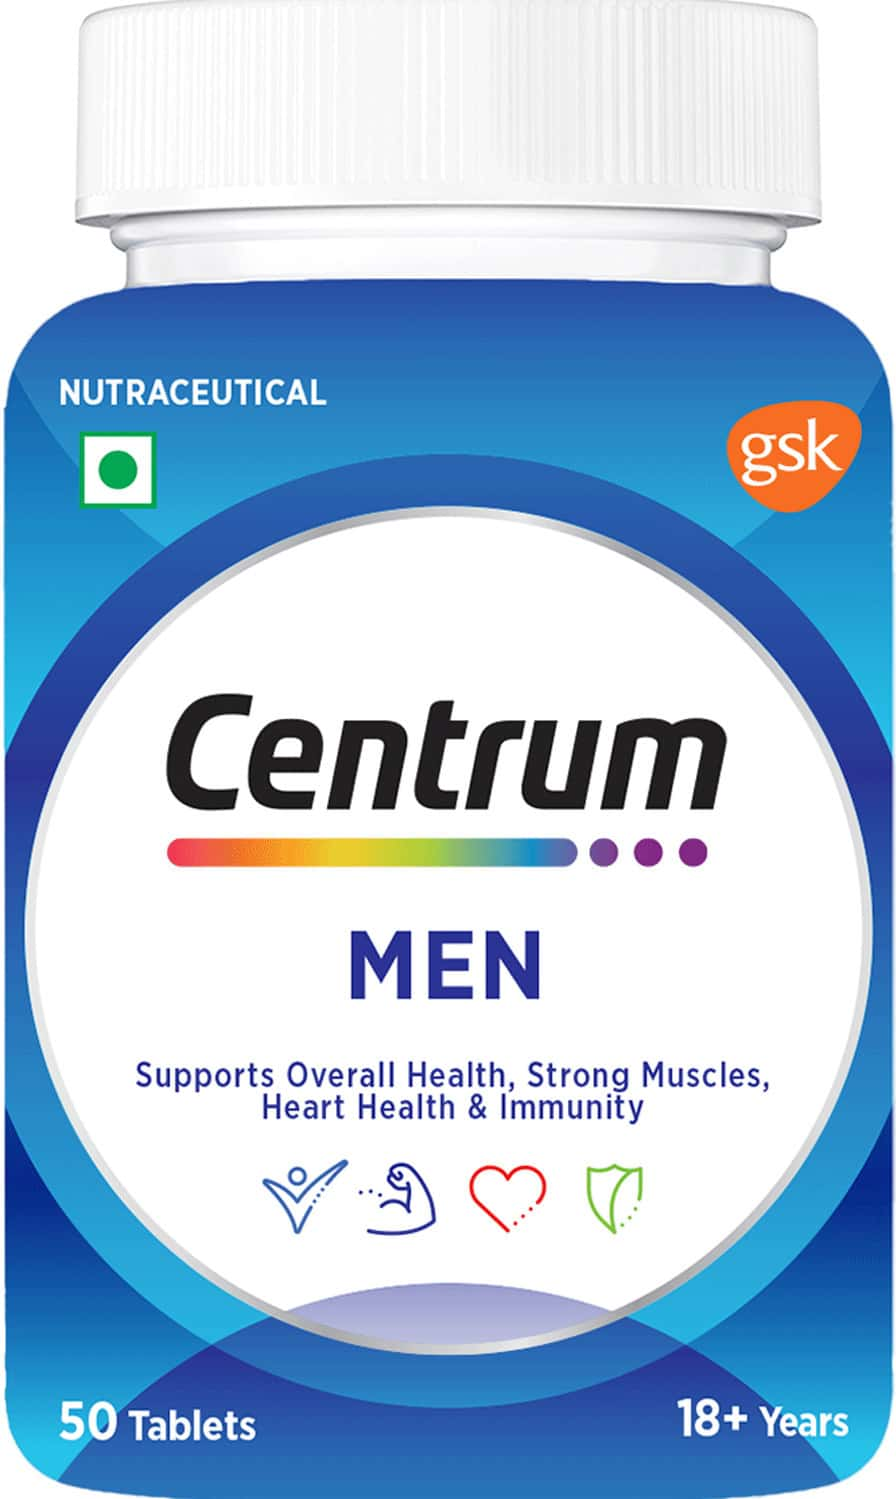 NUTRACEUTICAL
gsk
Centrum
MEN
Supports Overall Health, Strong Muscles,
Heart Health & Immunity
50 Tablets
18+ Years